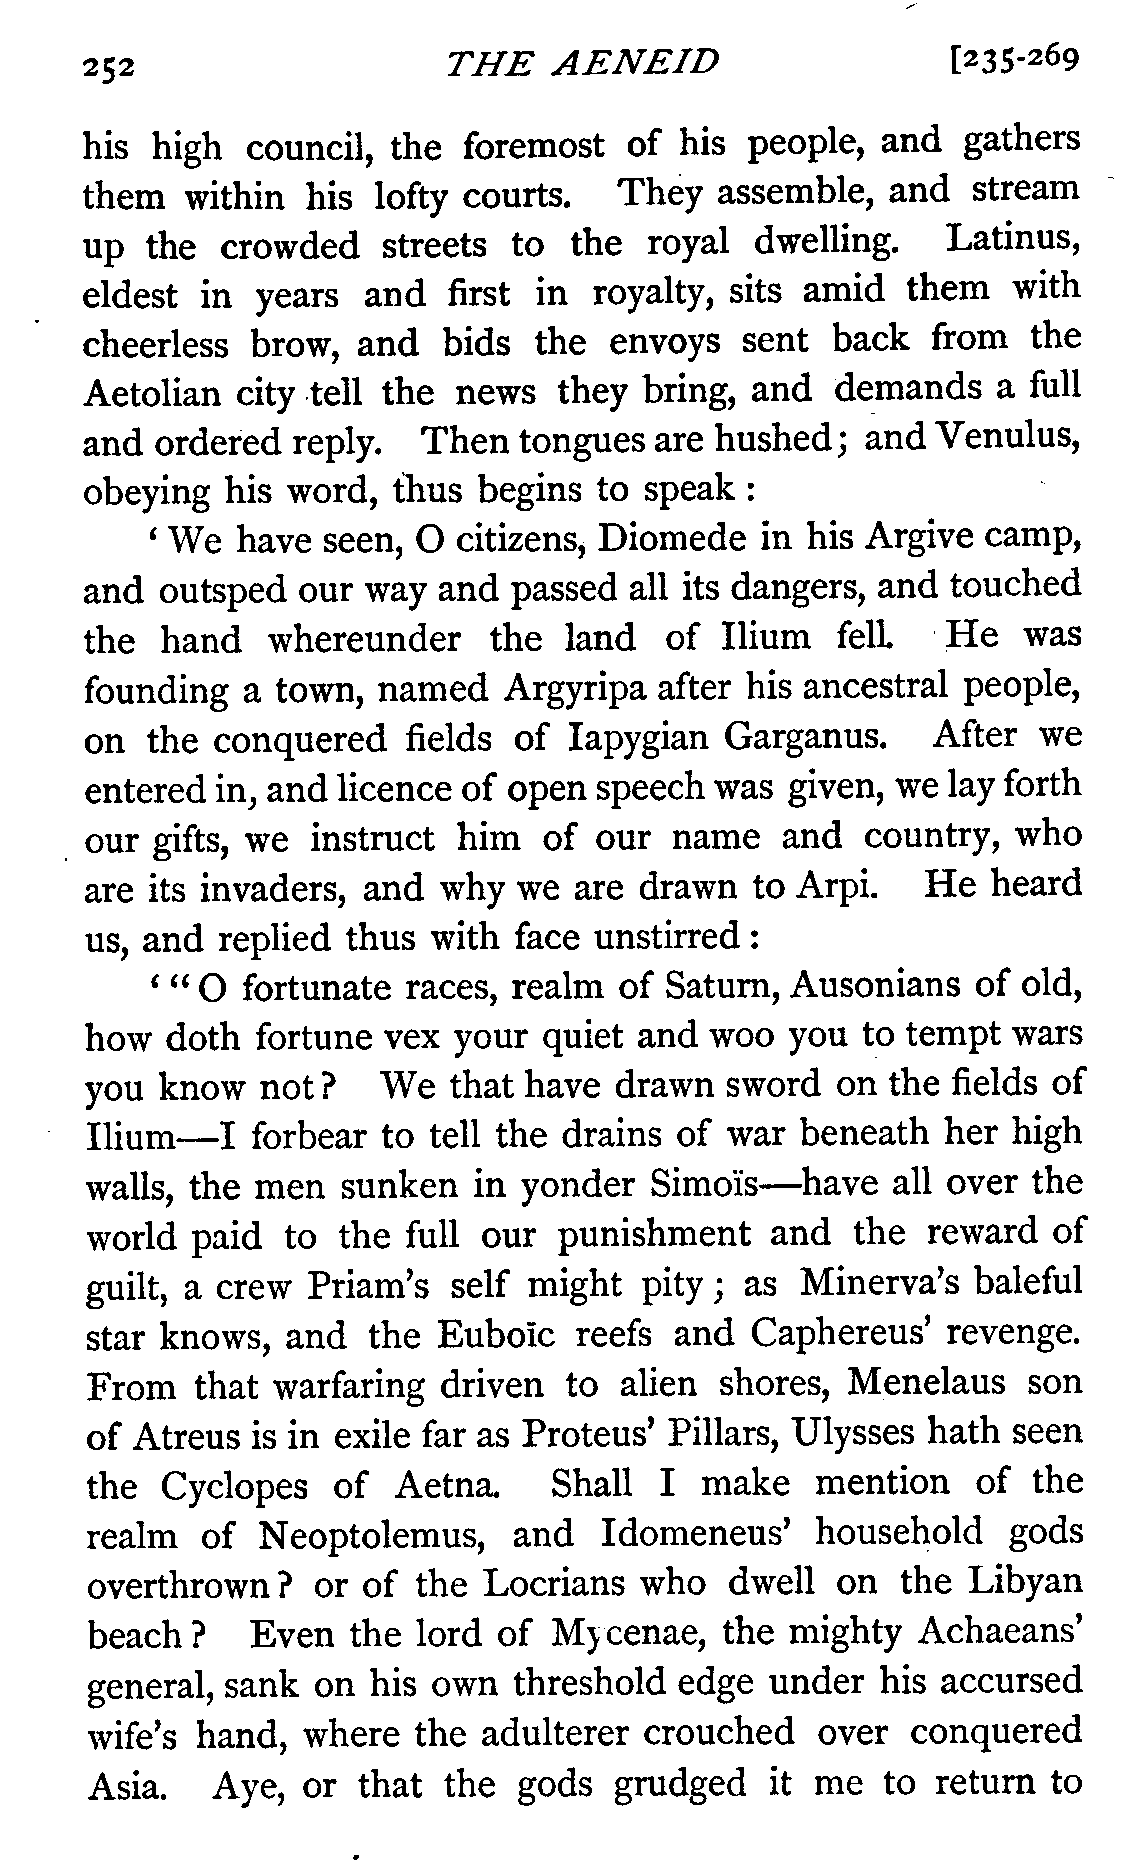 252 THE AENEID [235-269
his high council, the foremost of his people, and gathers
them within his lofty courts. They assemble, and stream
up the crowded streets to the royal dwelling. Latinus,
eldest in years and first in royalty, sits amid them with
cheerless brow, and bids the envoys sent back from the
Aetolian city tell the news they bring, and demands a full
and ordered reply. Then tongues are hushed; and Venulus,
obeying his word, thus begins to speak :
‘ We have seen, O citizens, Diomede in his Argive camp,
and outsped our way and passed all its dangers, and touched
the hand whereunder the land of Ilium fell. He was
founding a town, named Argyripa after his ancestral people,
on the conquered fields of Iapygian Garganus. After we
entered in, and licence of open speech was given, we lay forth
our gifts, we instruct him of our name and country, who
are its invaders, and why we are drawn to Arpi. He heard
us, and replied thus with face unstirred :
‘ “ O fortunate races, realm of Saturn, Ausonians of old,
how doth fortune vex your quiet and woo you to tempt wars
you know not? We that have drawn sword on the fields of
Ilium—I forbear to tell the drains of war beneath her high
walls, the men sunken in yonder Simoïs—have all over the
world paid to the full our punishment and the reward of
guilt, a crew Priam's self might pity ; as Minerva's baleful
star knows, and the Euboïc reefs and Caphereus' revenge.
From that warfaring driven to alien shores, Menelaus son
of Atreus is in exile far as Proteus' Pillars, Ulysses hath seen
the Cyclopes of Aetna. Shall I make mention of the
realm of Neoptolemus, and Idomeneus' household gods
overthrown? or of the Locrians who dwell on the Libyan
beach? Even the lord of Mycenae, the mighty Achaeans'
general, sank on his own threshold edge under his accursed
wife's hand, where the adulterer crouched over conquered
Asia. Aye, or that the gods grudged it me to return to